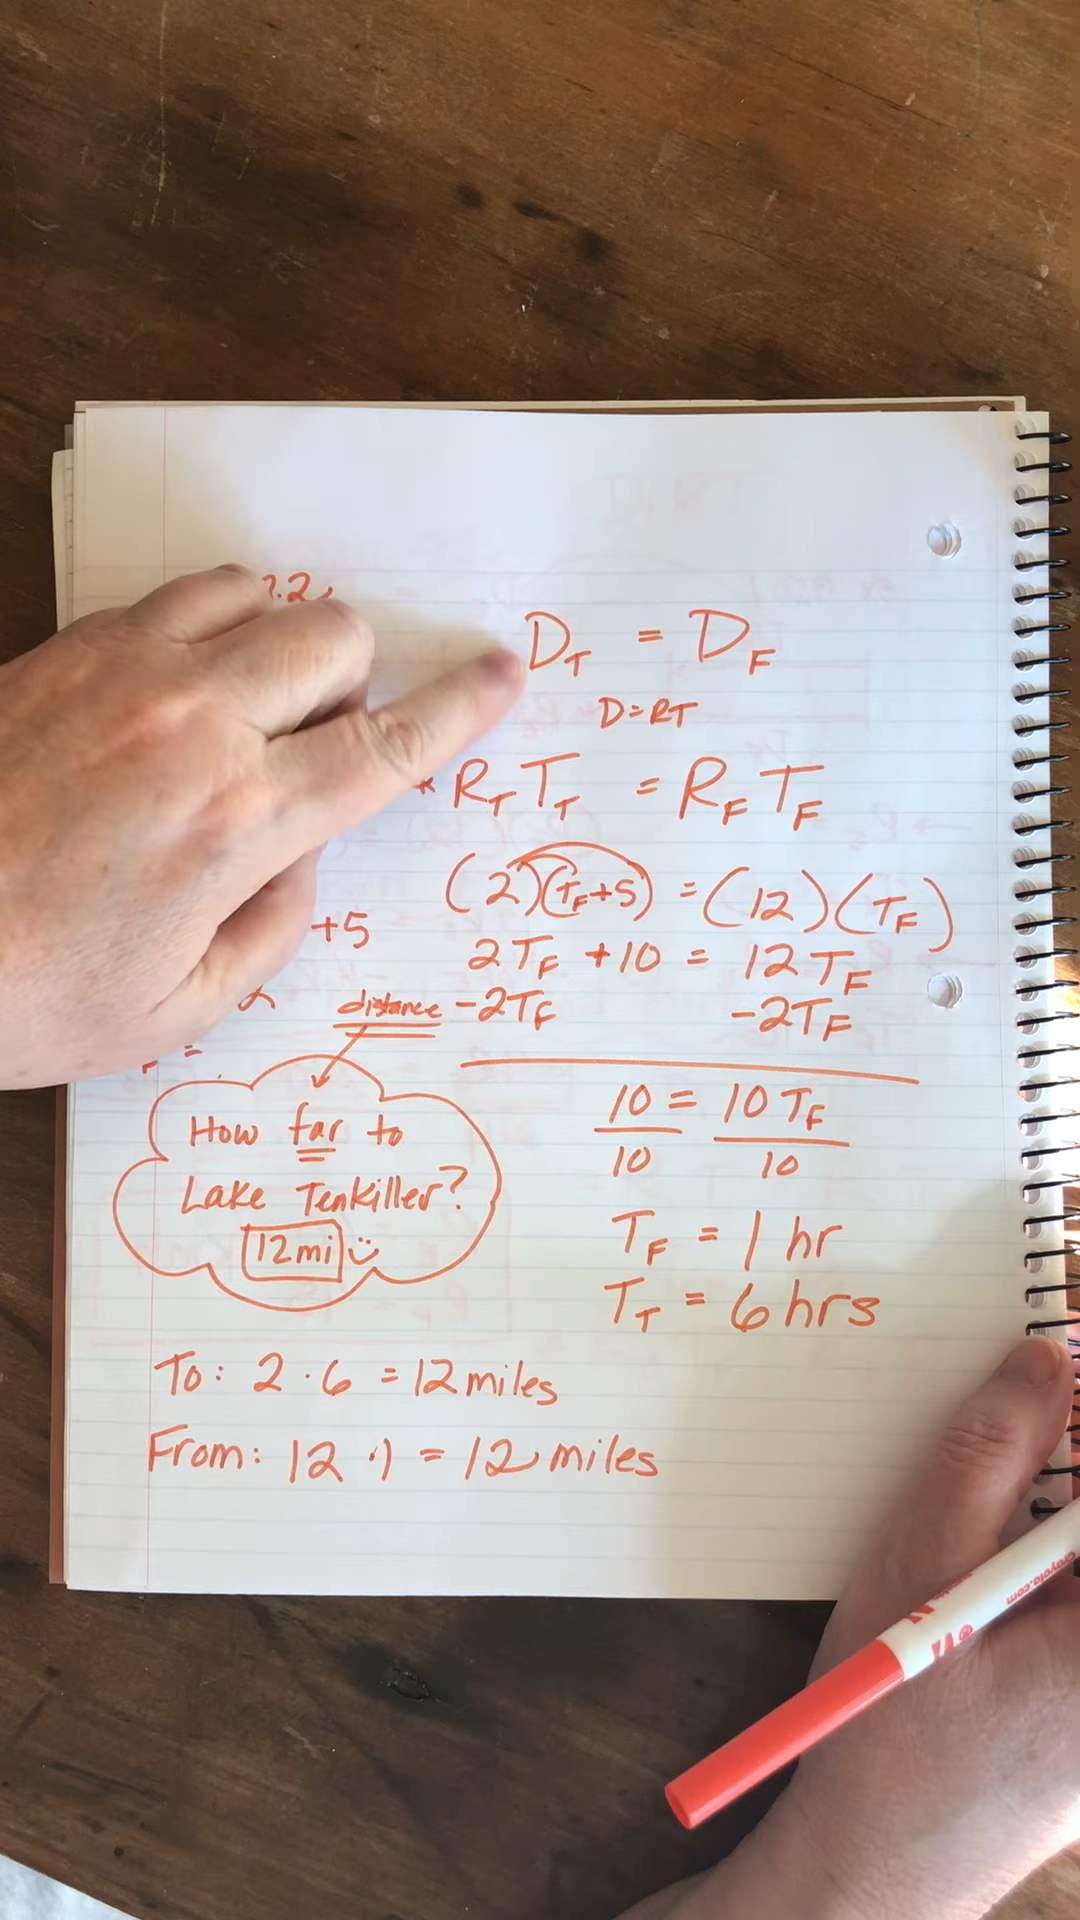 D_T = D_F
D=RT
* R_T T_T = R_F T_F
(2)(T_F+5) = (12)(T_F)
+5
2T_F +10 = 12T_F
distance
-2T_F -2T_F
10 = 10T_F
10 10
How far to
Lake Tenkiller?
12mi
T_F = 1 hr
T_T = 6 hrs
To: 2 · 6 = 12 miles
From: 12 · 1 = 12 miles
crayola.com